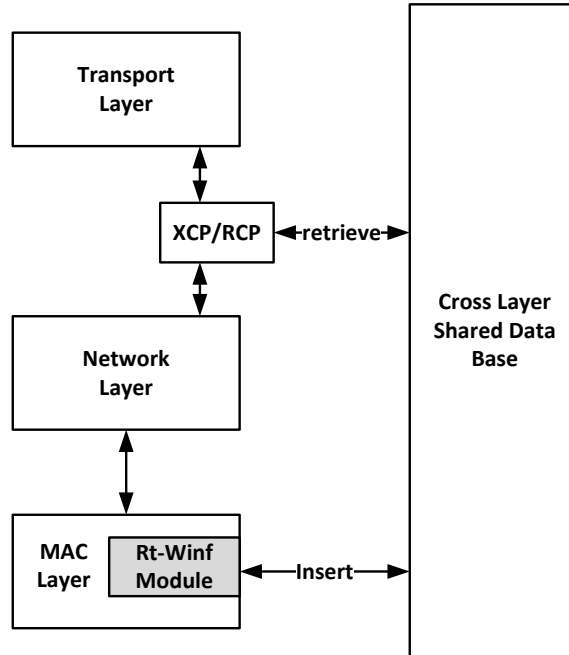 Transport
Layer
XCP/RCP
retrieve
Cross Layer
Shared Data
Base
Network
Layer
MAC
Layer
Rt-Winf
Module
Insert